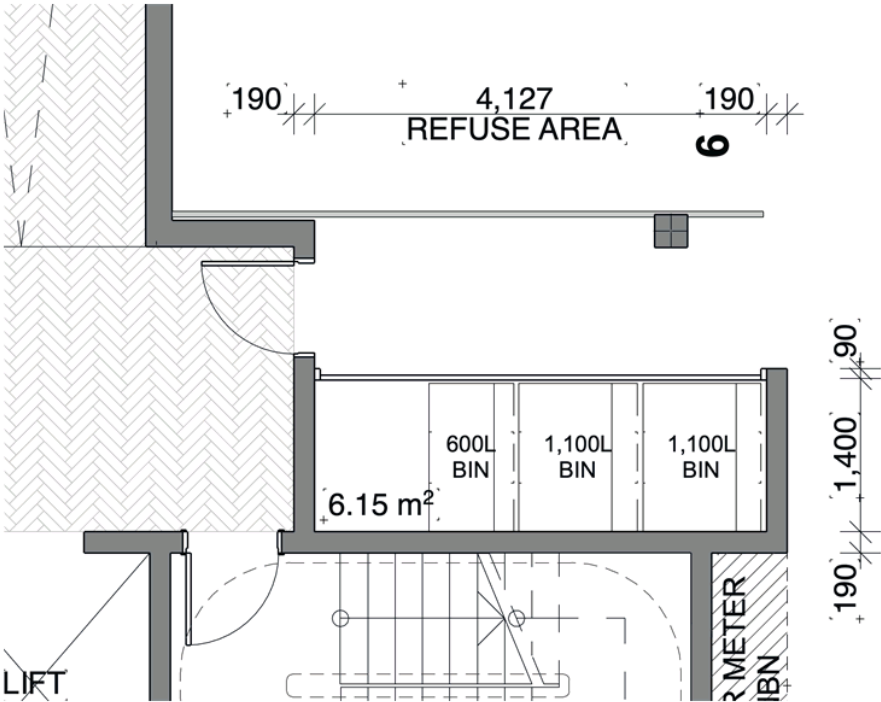 190
4,127
190
REFUSE AREA
6
90
600L
BIN
1,100L
BIN
1,100L
BIN
1,400
6.15 m²
190
R METER
LIFT